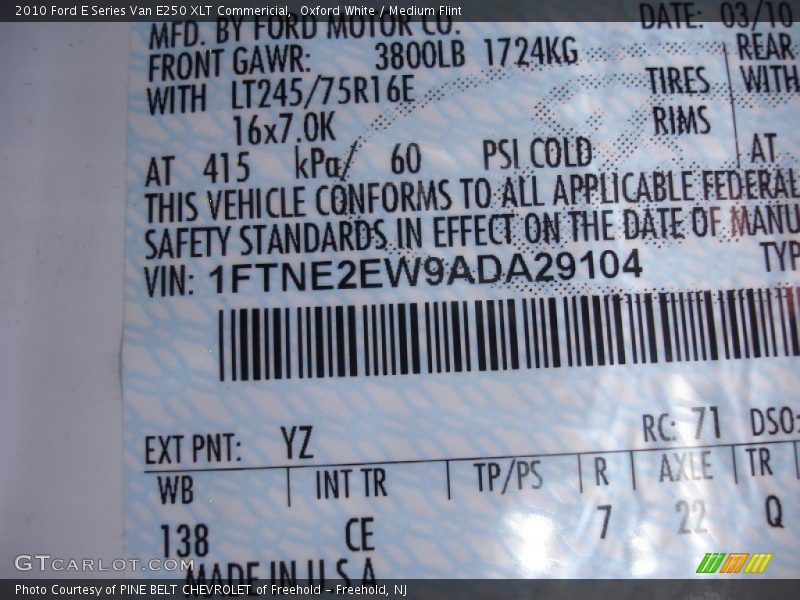 2010 Ford E Series Van E250 XLT Commericial,  Oxford White / Medium Flint
MFD. BY FORD MOTOR CO. DATE: 03/10
FRONT GAWR: 3800LB 1724KG REAR
WITH LT245/75R16E TIRES WITH
16x7.0K RIMS
AT 415 kPa/ 60 PSI COLD AT
THIS VEHICLE CONFORMS TO ALL APPLICABLE FEDERAL
SAFETY STANDARDS IN EFFECT ON THE DATE OF MANU
VIN: 1FTNE2EW9ADA29104 TYP
EXT PNT: YZ RC: 71 DSO:
WB INT TR TP/PS R AXLE TR
138 CE 7 22 Q
MADE IN U.S.A
GTCARLOT.COM
Photo Courtesy of PINE BELT CHEVROLET of Freehold - Freehold, NJ